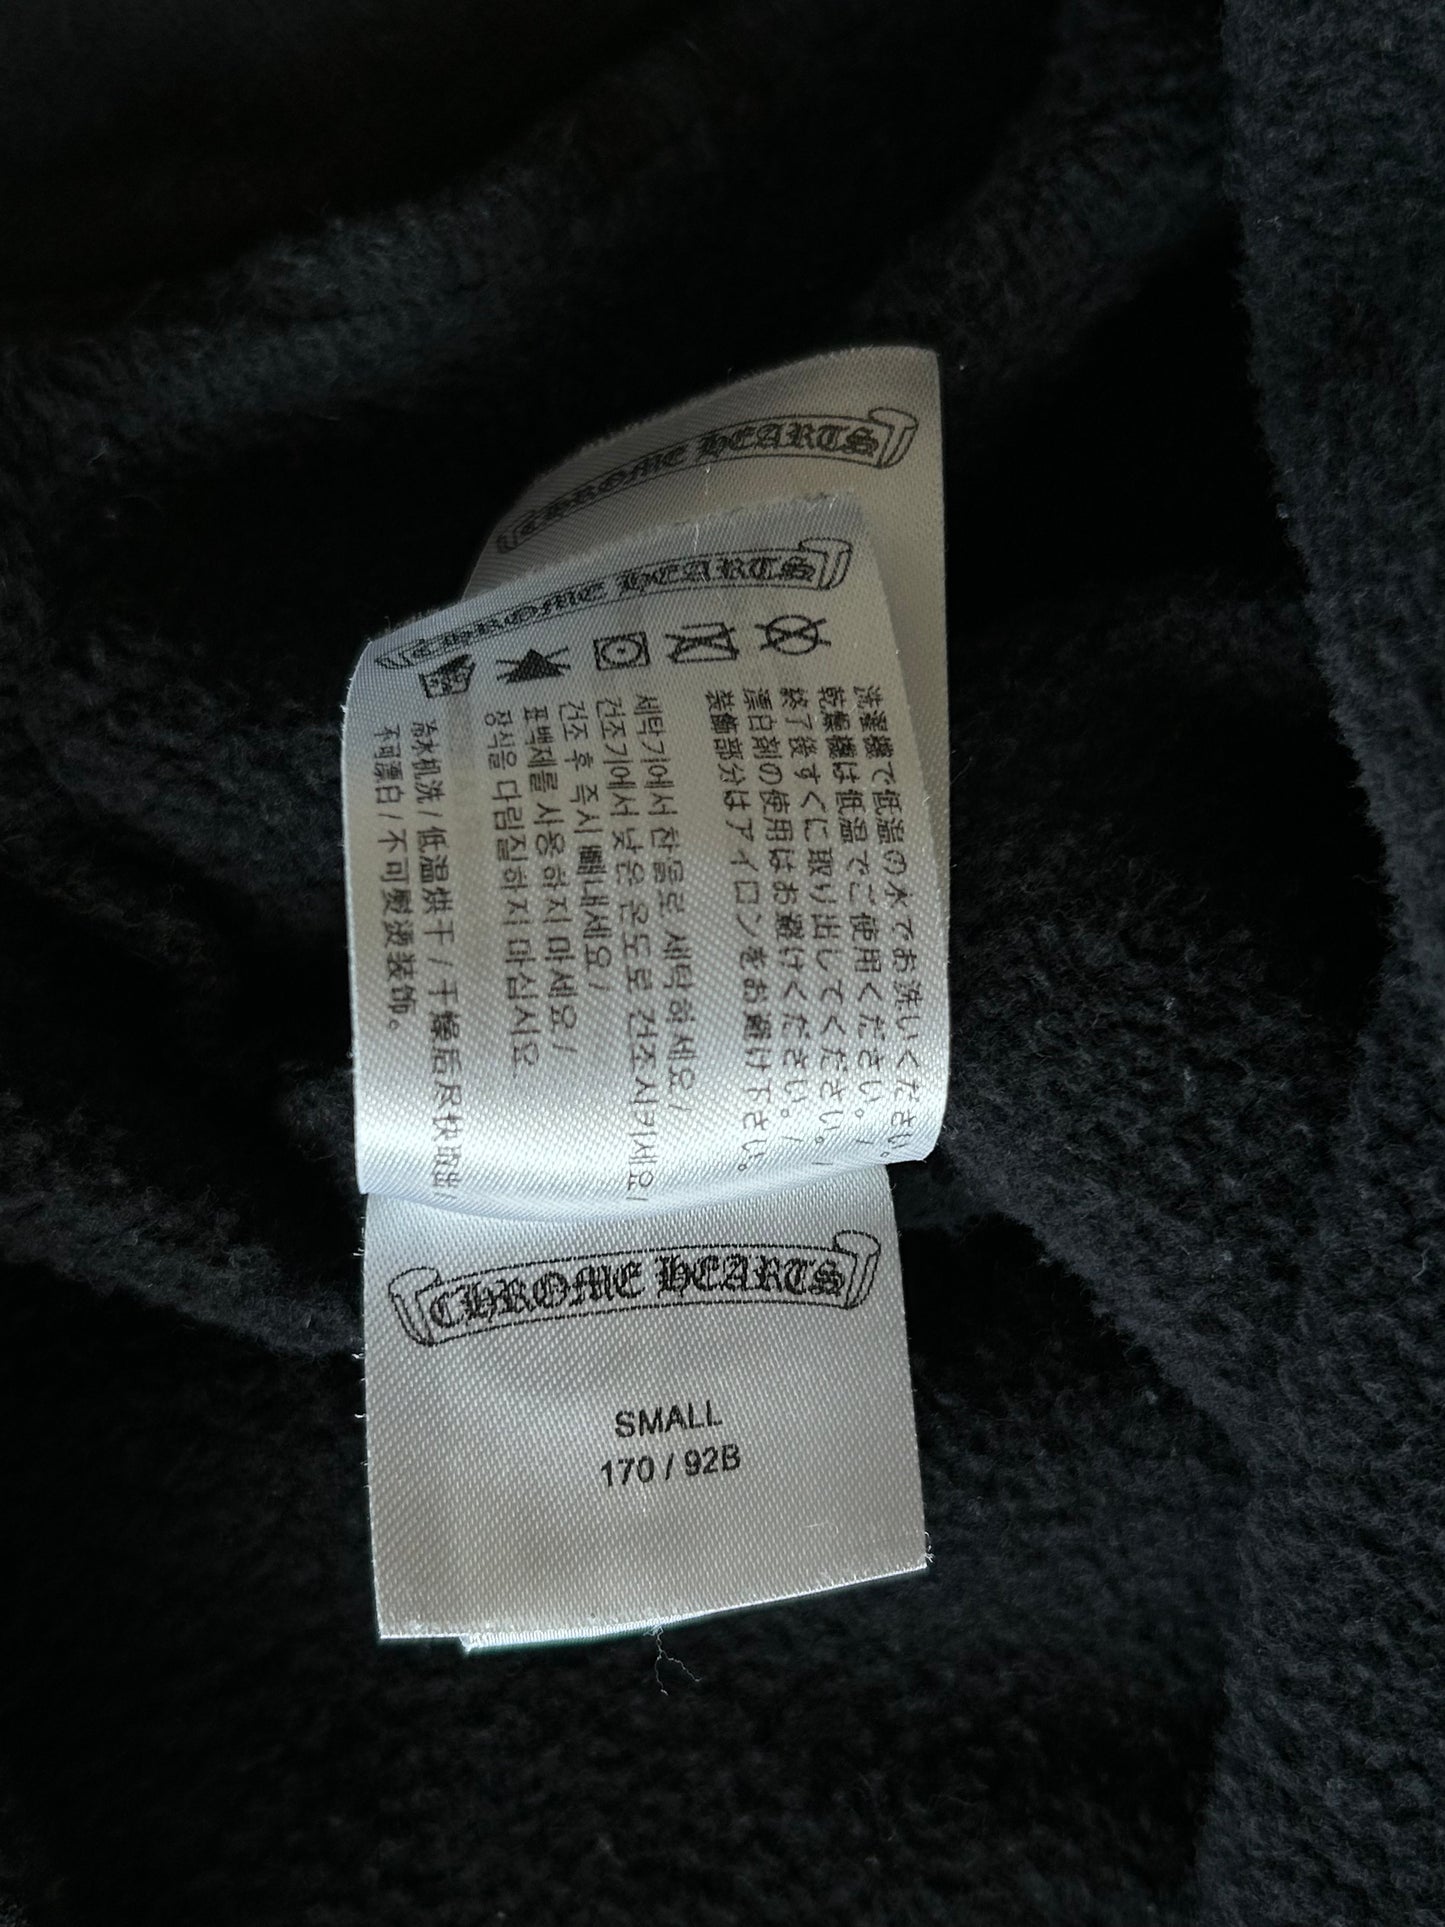 CHROME HEARTS
CHROME HEARTS
洗濯機で低温の水でお洗いください。/
乾燥機は低温でご使用ください。/
終了後すぐに取り出してください。/
漂白剤の使用はお避けください。/
装飾部分はアイロンをお避け下さい。
세탁기에서 찬물로 세탁하세요/
건조기에서 낮은 온도로 건조시키세요/
건조 후 즉시 빼내세요/
표백제를 사용하지 마세요/
장식을 다림질하지 마십시요
冷水机洗 / 低温烘干 / 干燥后尽快取出/
不可漂白 / 不可熨烫装饰。
CHROME HEARTS
SMALL
170 / 92B